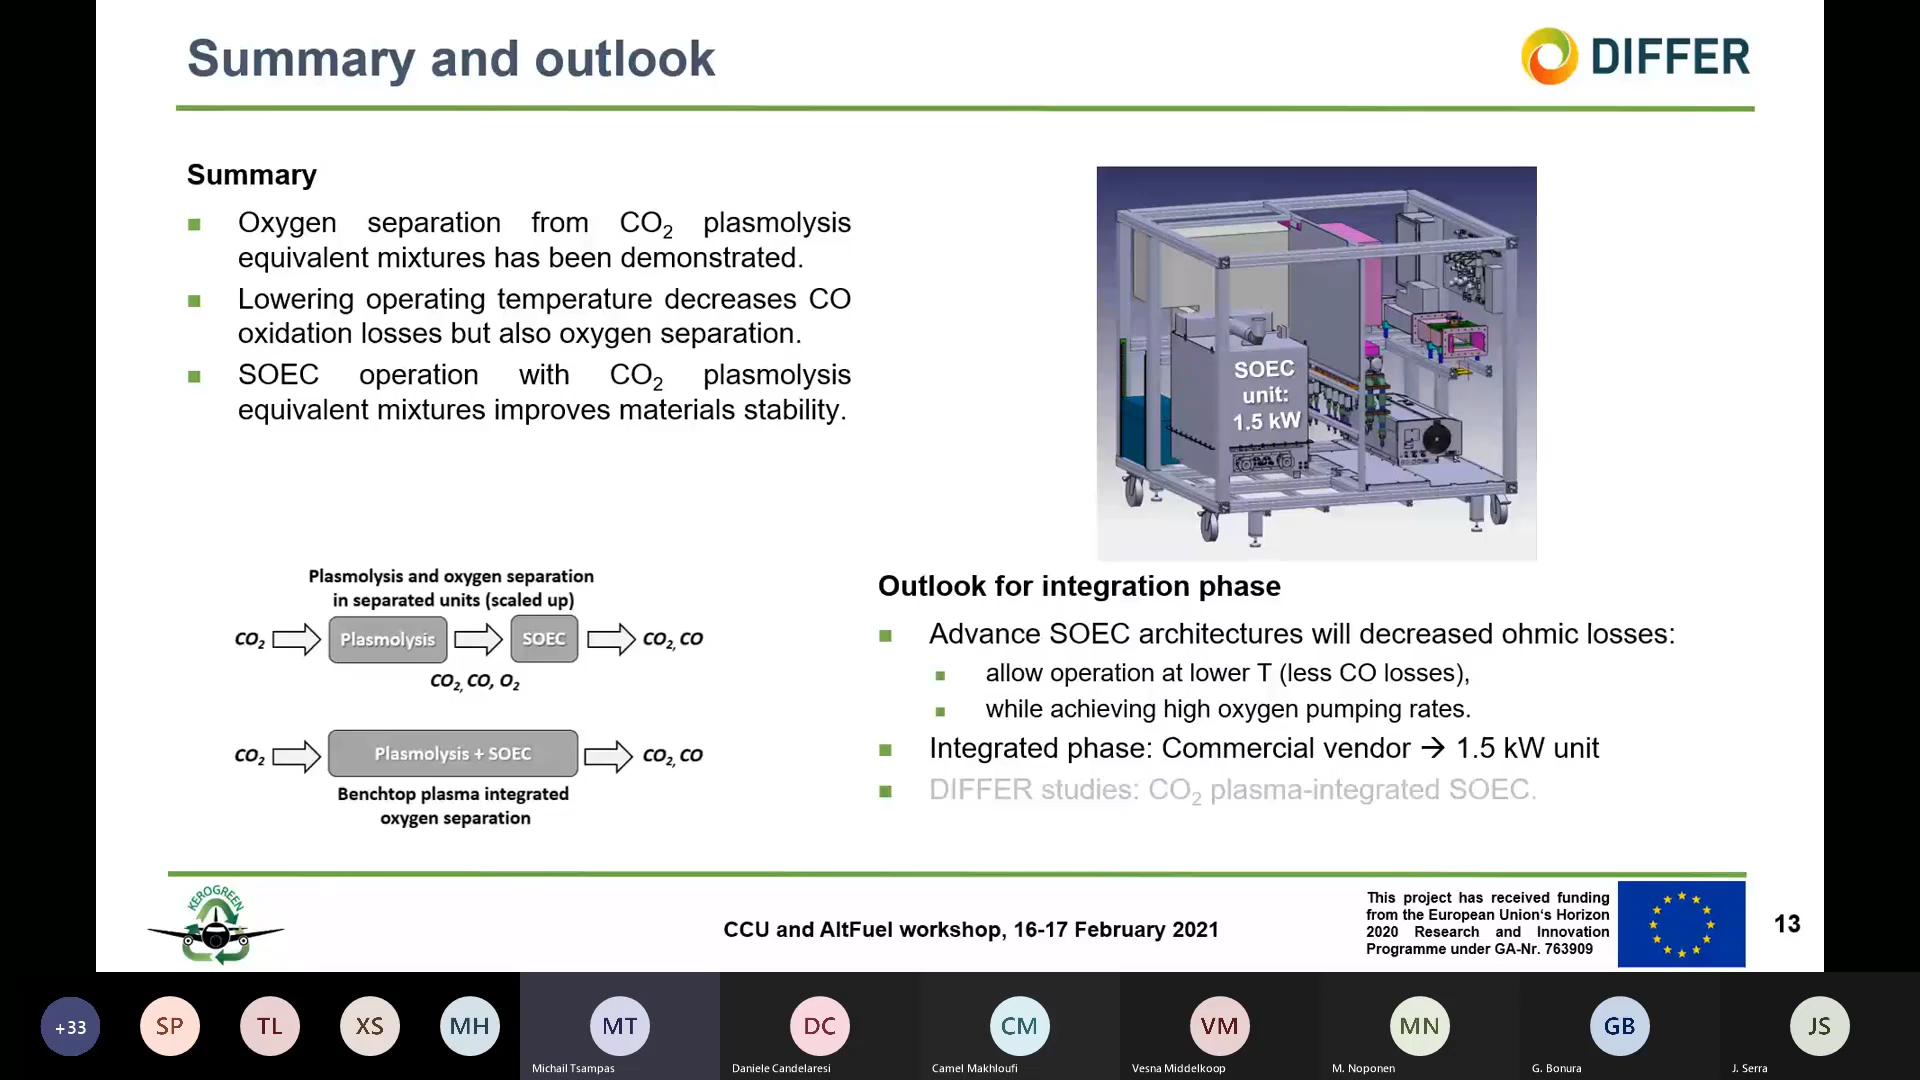 Summary and outlook
DIFFER
Summary
Oxygen separation from CO2 plasmolysis
equivalent mixtures has been demonstrated.
Lowering operating temperature decreases CO
oxidation losses but also oxygen separation.
SOEC operation with CO2 plasmolysis
equivalent mixtures improves materials stability.
SOEC
unit:
1.5 kW
Plasmolysis and oxygen separation
in separated units (scaled up)
CO2 Plasmolysis SOEC CO2, CO
CO2, CO, O2
CO2 Plasmolysis + SOEC CO2, CO
Benchtop plasma integrated
oxygen separation
Outlook for integration phase
Advance SOEC architectures will decreased ohmic losses:
allow operation at lower T (less CO losses),
while achieving high oxygen pumping rates.
Integrated phase: Commercial vendor → 1.5 kW unit
DIFFER studies: CO2 plasma-integrated SOEC.
KEROGREEN
CCU and AltFuel workshop, 16-17 February 2021
This project has received funding
from the European Union‘s Horizon
2020 Research and Innovation
Programme under GA-Nr. 763909
13
+33 SP TL XS MH MT DC CM VM MN GB JS
Michail Tsampas Daniele Candelaresi Camel Makhloufi Vesna Middelkoop M. Noponen G. Bonura J. Serra